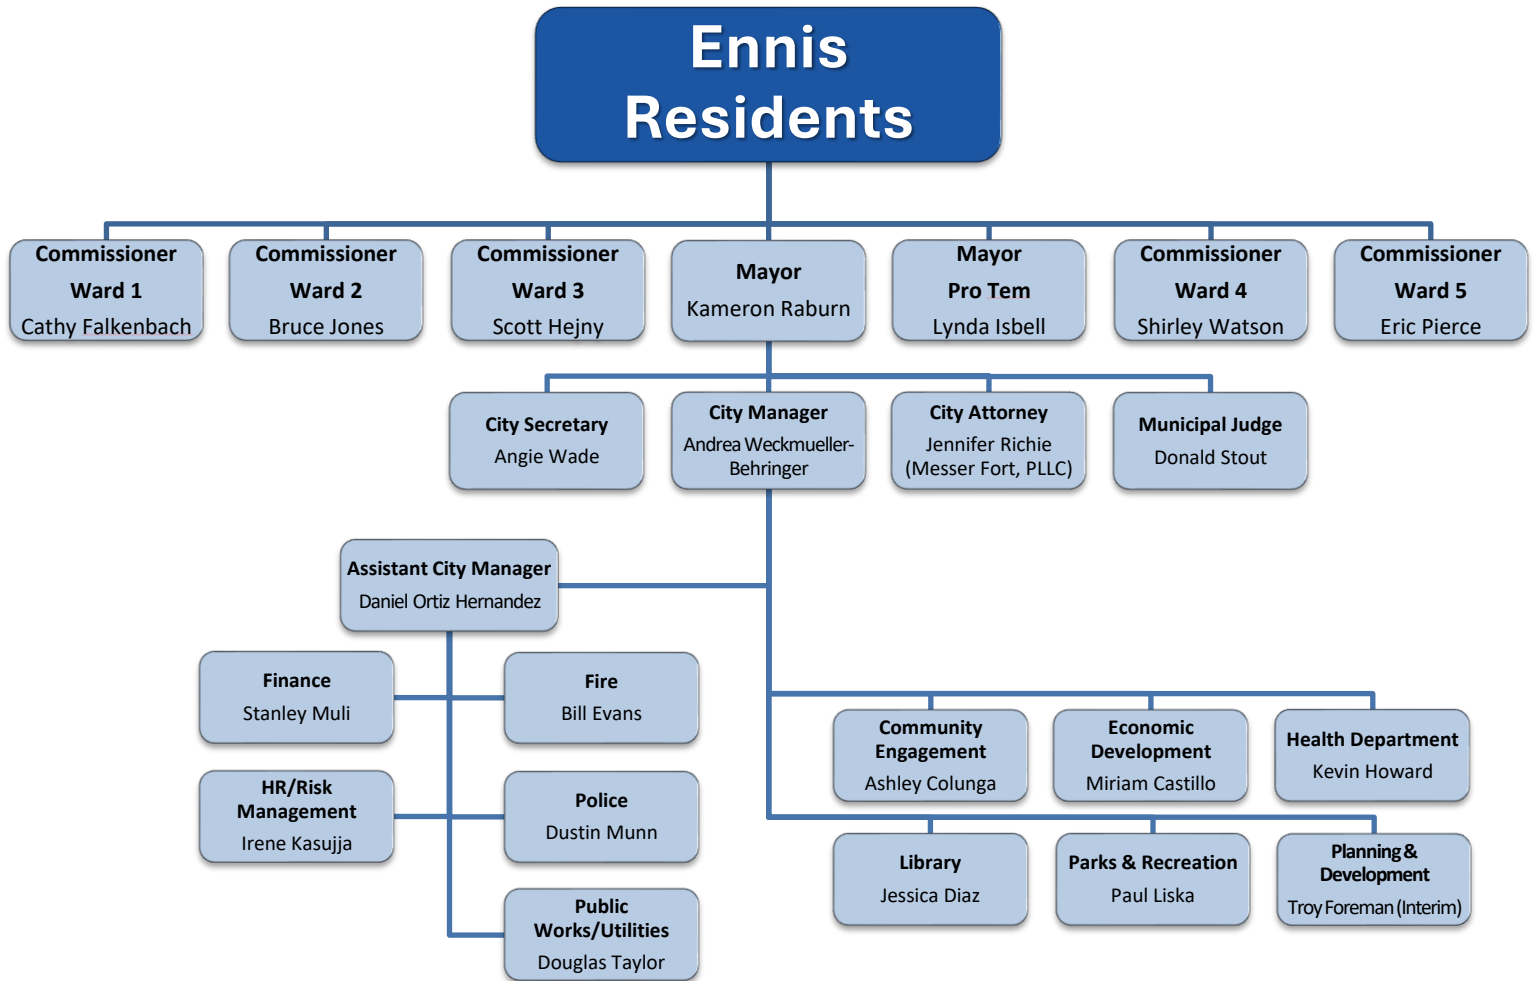 Ennis
Residents
Commissioner
Ward 1
Cathy Falkenbach
Commissioner
Ward 2
Bruce Jones
Commissioner
Ward 3
Scott Hejny
Mayor
Kameron Raburn
Mayor
Pro Tem
Lynda Isbell
Commissioner
Ward 4
Shirley Watson
Commissioner
Ward 5
Eric Pierce
City Secretary
Angie Wade
City Manager
Andrea Weckmueller-
Behringer
City Attorney
Jennifer Richie
(Messer Fort, PLLC)
Municipal Judge
Donald Stout
Assistant City Manager
Daniel Ortiz Hernandez
Finance
Stanley Muli
Fire
Bill Evans
HR/Risk
Management
Irene Kasujja
Police
Dustin Munn
Public
Works/Utilities
Douglas Taylor
Community
Engagement
Ashley Colunga
Economic
Development
Miriam Castillo
Health Department
Kevin Howard
Library
Jessica Diaz
Parks & Recreation
Paul Liska
Planning &
Development
Troy Foreman (Interim)